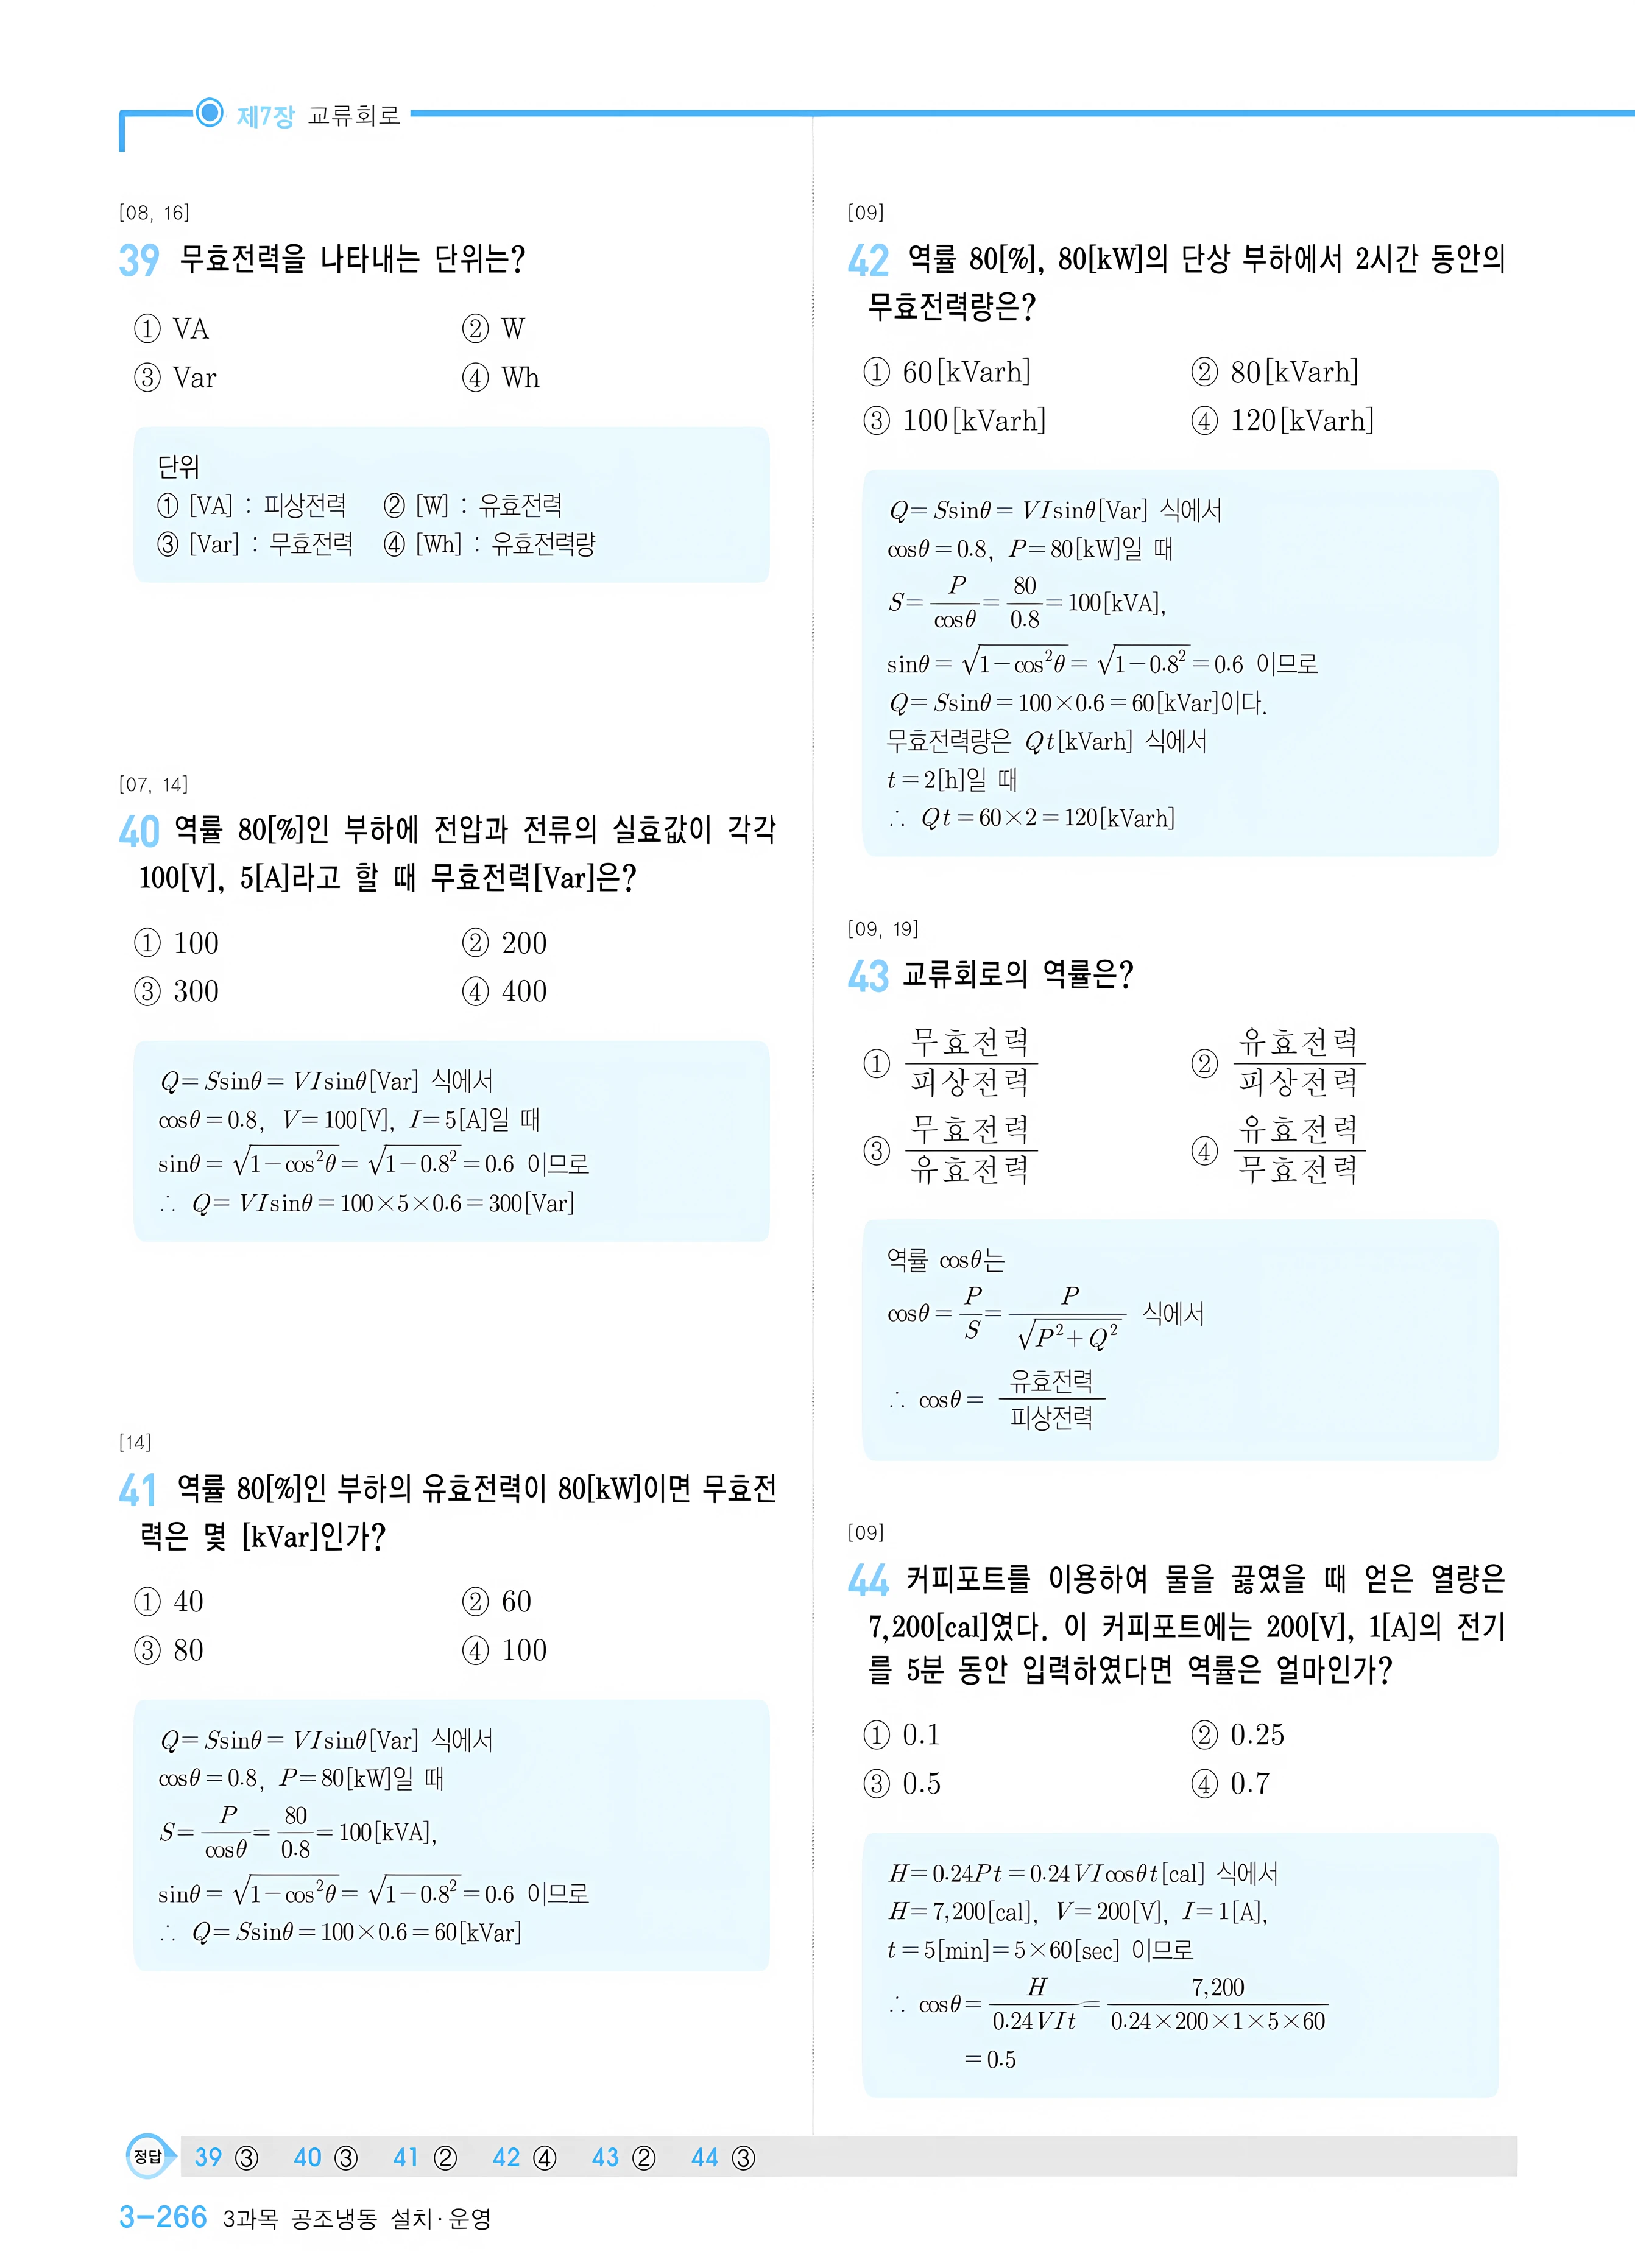 제7장 교류회로
[08, 16]
39 무효전력을 나타내는 단위는?
① VA ② W
③ Var ④ Wh
단위
① [VA] : 피상전력 ② [W] : 유효전력
③ [Var] : 무효전력 ④ [Wh] : 유효전력량
[07, 14]
40 역률 80[%]인 부하에 전압과 전류의 실효값이 각각
100[V], 5[A]라고 할 때 무효전력[Var]은?
① 100 ② 200
③ 300 ④ 400
Q=Ssinθ=VIsinθ[Var] 식에서
cosθ=0.8, V=100[V], I=5[A]일 때
sinθ=√(1-cos²θ)=√(1-0.8²)=0.6 이므로
∴ Q=VIsinθ=100×5×0.6=300[Var]
[14]
41 역률 80[%]인 부하의 유효전력이 80[kW]이면 무효전
력은 몇 [kVar]인가?
① 40 ② 60
③ 80 ④ 100
Q=Ssinθ=VIsinθ[Var] 식에서
cosθ=0.8, P=80[kW]일 때
S=P/cosθ=80/0.8=100[kVA],
sinθ=√(1-cos²θ)=√(1-0.8²)=0.6 이므로
∴ Q=Ssinθ=100×0.6=60[kVar]
[09]
42 역률 80[%], 80[kW]의 단상 부하에서 2시간 동안의
무효전력량은?
① 60[kVarh] ② 80[kVarh]
③ 100[kVarh] ④ 120[kVarh]
Q=Ssinθ=VIsinθ[Var] 식에서
cosθ=0.8, P=80[kW]일 때
S=P/cosθ=80/0.8=100[kVA],
sinθ=√(1-cos²θ)=√(1-0.8²)=0.6 이므로
Q=Ssinθ=100×0.6=60[kVar]이다.
무효전력량은 Qt[kVarh] 식에서
t=2[h]일 때
∴ Qt=60×2=120[kVarh]
[09, 19]
43 교류회로의 역률은?
① 무효전력/피상전력 ② 유효전력/피상전력
③ 무효전력/유효전력 ④ 유효전력/무효전력
역률 cosθ는
cosθ=P/S=P/√(P²+Q²) 식에서
∴ cosθ=유효전력/피상전력
[09]
44 커피포트를 이용하여 물을 끓였을 때 얻은 열량은
7,200[cal]였다. 이 커피포트에는 200[V], 1[A]의 전기
를 5분 동안 입력하였다면 역률은 얼마인가?
① 0.1 ② 0.25
③ 0.5 ④ 0.7
H=0.24Pt=0.24VIcosθt[cal] 식에서
H=7,200[cal], V=200[V], I=1[A],
t=5[min]=5×60[sec] 이므로
∴ cosθ=H/0.24VIt=7,200/0.24×200×1×5×60
=0.5
정답 39 ③ 40 ③ 41 ② 42 ④ 43 ② 44 ③
3-266 3과목 공조냉동 설치·운영